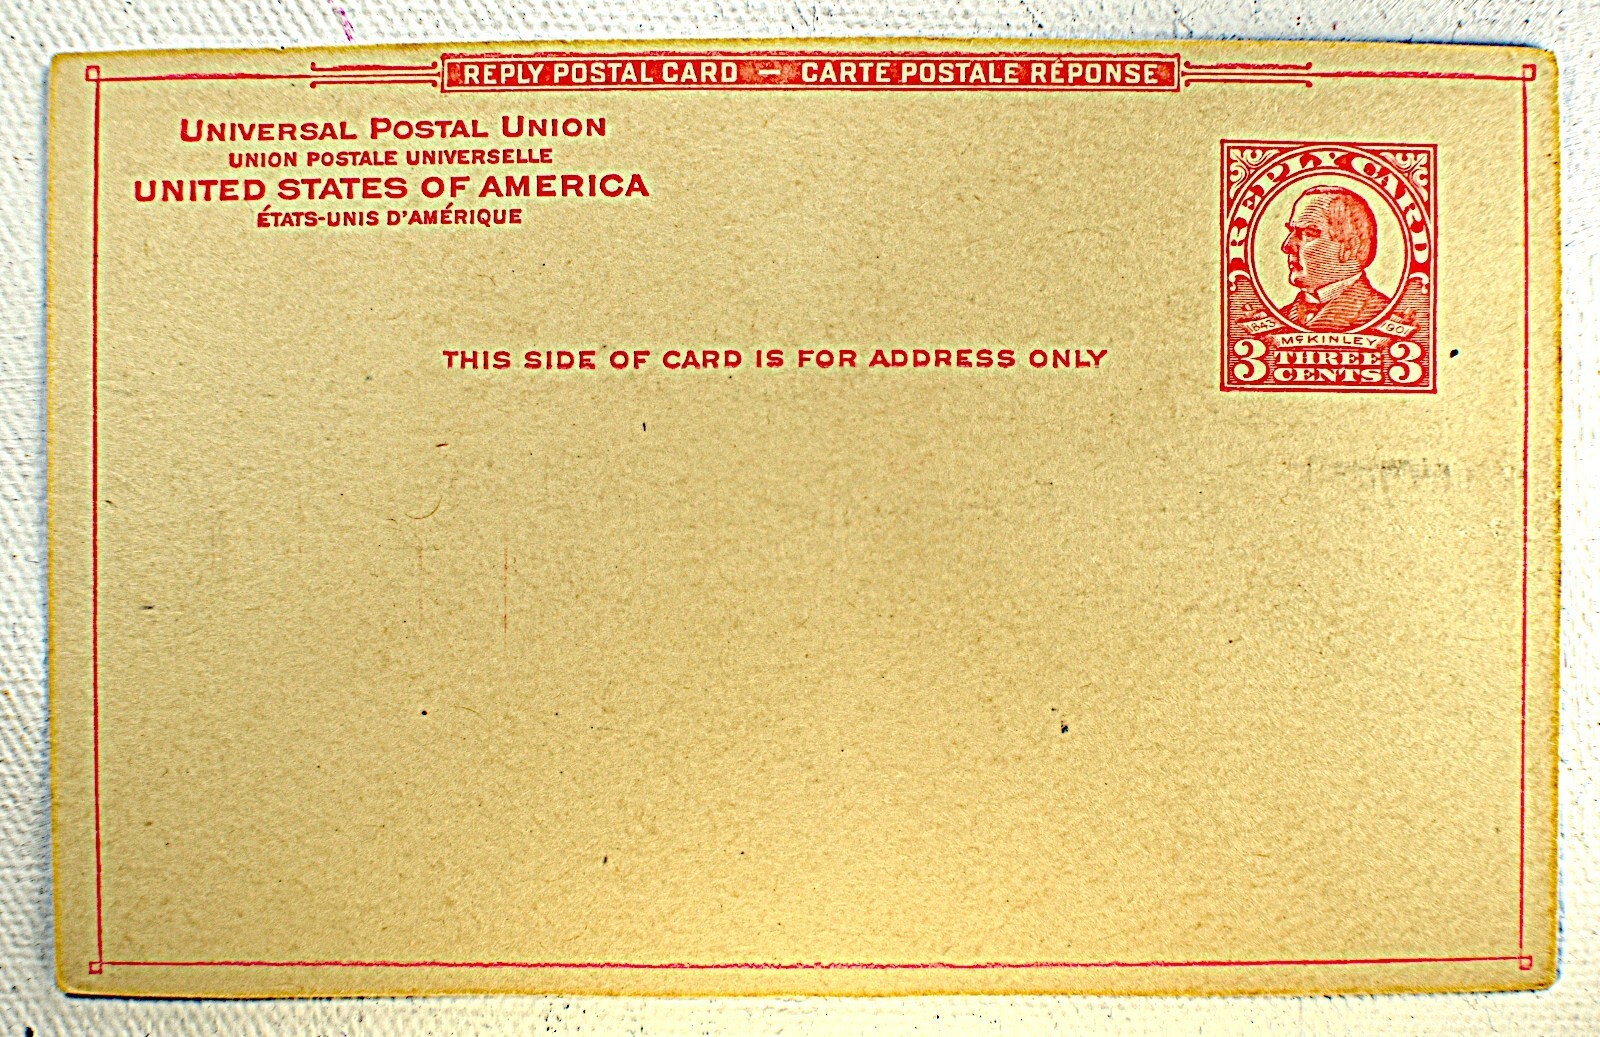 REPLY POSTAL CARD — CARTE POSTALE RÉPONSE
UNIVERSAL POSTAL UNION
UNION POSTALE UNIVERSELLE
UNITED STATES OF AMERICA
ÉTATS-UNIS D'AMÉRIQUE
REPLY CARD
1843 1901
McKINLEY
3 THREE CENTS 3
THIS SIDE OF CARD IS FOR ADDRESS ONLY